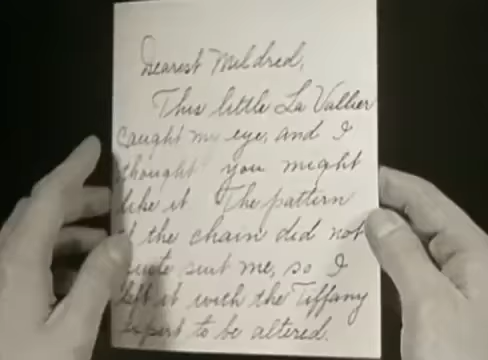 Dearest Mildred,
This little La Vallier
caught my eye, and I
thought you might
like it The pattern
of the chain did not
quite suit me, so I
left it with the Tiffany
expert to be altered.